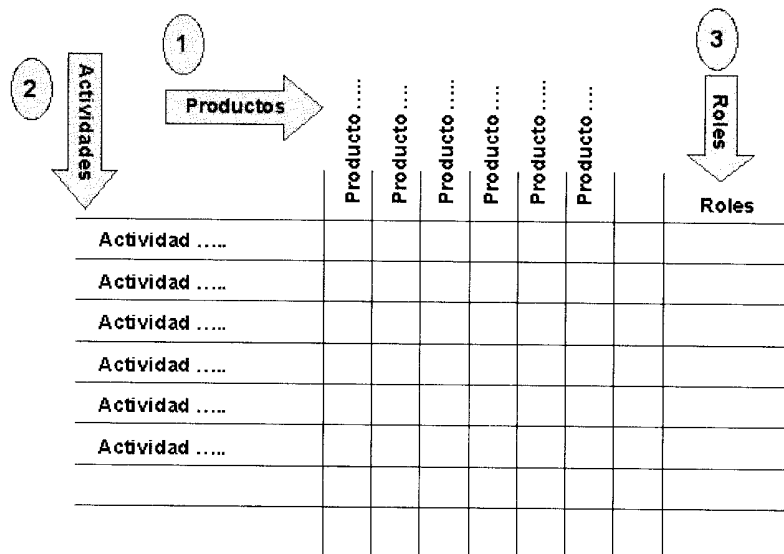 1
3
2
Actividades
Productos
Roles
Producto ....
Producto ....
Producto ....
Producto ....
Producto ....
Producto ....
Roles
Actividad .....
Actividad .....
Actividad .....
Actividad .....
Actividad .....
Actividad .....